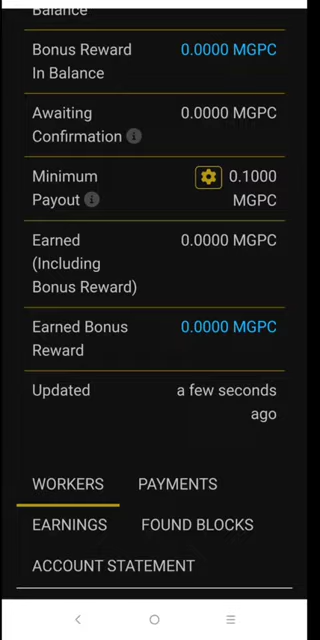 Balance
Bonus Reward 0.0000 MGPC
In Balance
Awaiting 0.0000 MGPC
Confirmation
Minimum 0.1000
Payout MGPC
Earned 0.0000 MGPC
(Including
Bonus Reward)
Earned Bonus 0.0000 MGPC
Reward
Updated a few seconds
ago
WORKERS PAYMENTS
EARNINGS FOUND BLOCKS
ACCOUNT STATEMENT